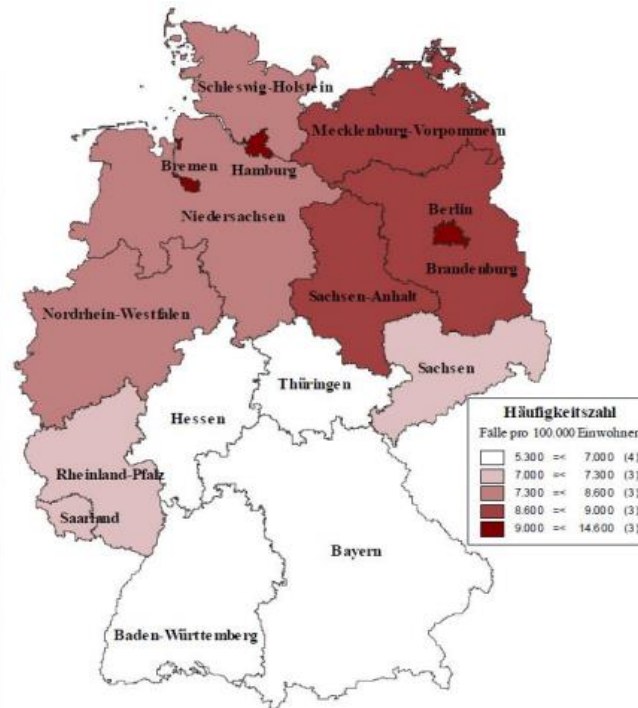 Schleswig-Holstein
Mecklenburg-Vorpommern
Bremen
Hamburg
Niedersachsen
Berlin
Brandenburg
Sachsen-Anhalt
Nordrhein-Westfalen
Sachsen
Thüringen
Hessen
Rheinland-Pfalz
Saarland
Bayern
Baden-Württemberg
Häufigkeitszahl
Fälle pro 100.000 Einwohner
5.300 =< 7.000 (4)
7.000 =< 7.300 (3)
7.300 =< 8.600 (3)
8.600 =< 9.000 (3)
9.000 =< 14.600 (3)